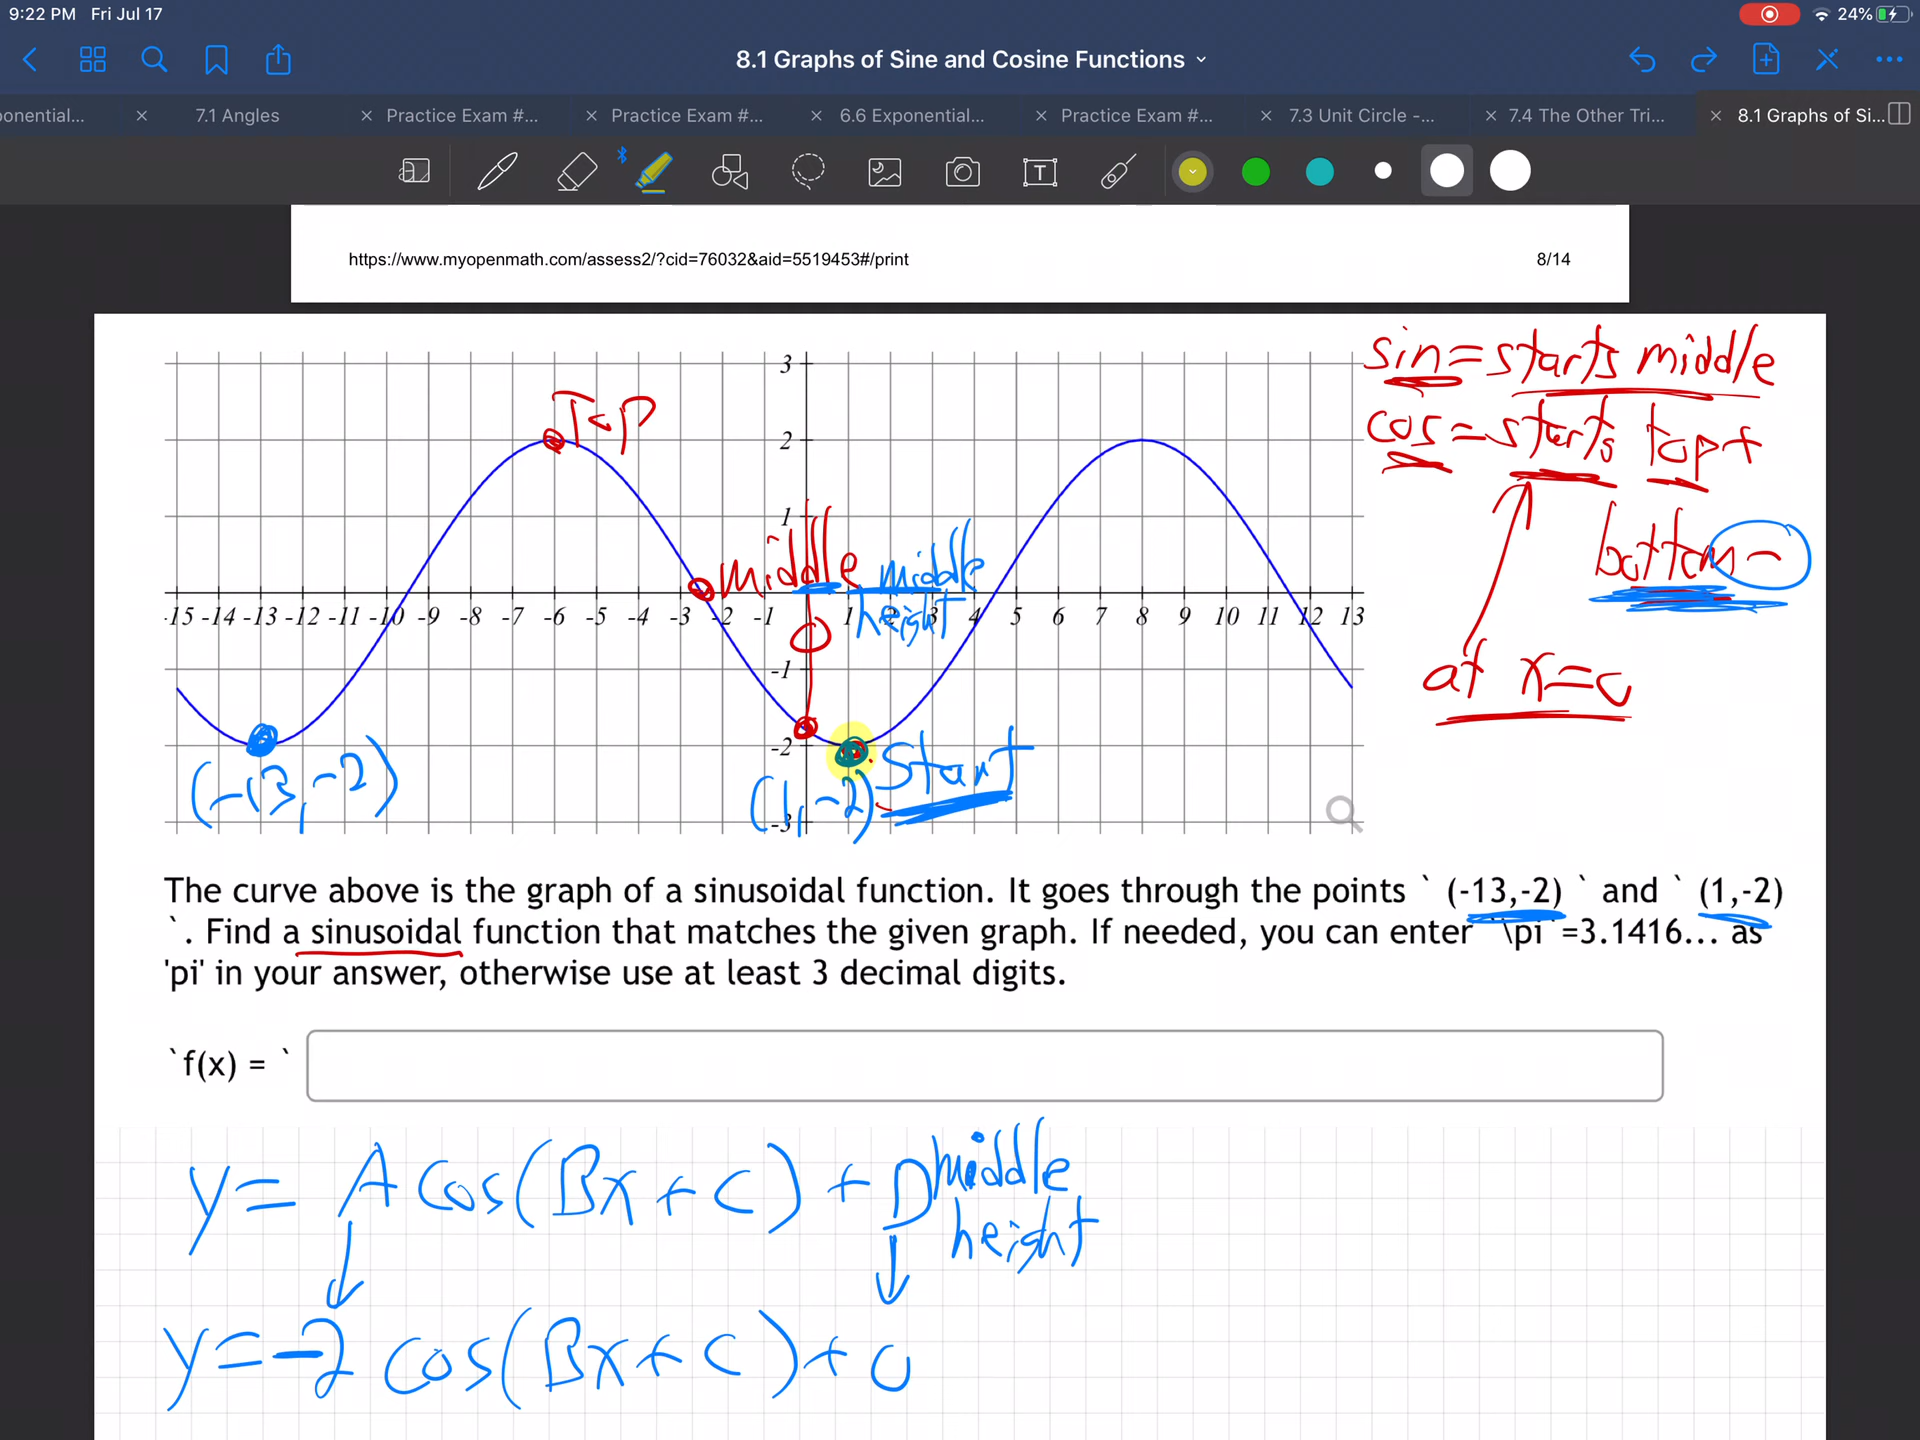 9:22 PM Fri Jul 17
24%
8.1 Graphs of Sine and Cosine Functions
onential...
7.1 Angles
Practice Exam #...
Practice Exam #...
6.6 Exponential...
Practice Exam #...
7.3 Unit Circle -...
7.4 The Other Tri...
8.1 Graphs of Si...
https://www.myopenmath.com/assess2/?cid=76032&aid=5519453#/print 8/14
sin = starts middle
cos = starts top +
bottom -
at x=0
Top
middle
middle
height
3
2
1
-15 -14 -13 -12 -11 -10 -9 -8 -7 -6 -5 -4 -3 -2 -1 1 2 3 4 5 6 7 8 9 10 11 12 13
0
-1
-2
-3
(-13,-2)
(1,-2)
Start
The curve above is the graph of a sinusoidal function. It goes through the points ` (-13,-2) ` and ` (1,-2)
`. Find a sinusoidal function that matches the given graph. If needed, you can enter `\pi`=3.1416... as
'pi' in your answer, otherwise use at least 3 decimal digits.
`f(x) = `
y = A cos(Bx + C) + D middle
height
y = -2 cos(Bx + C) + 0